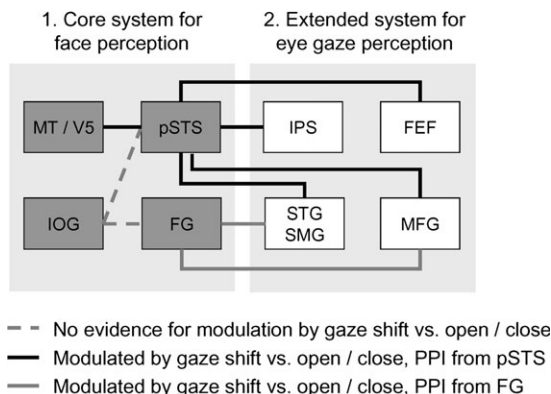 1. Core system for
face perception
2. Extended system for
eye gaze perception
MT / V5
pSTS
IPS
FEF
IOG
FG
STG
SMG
MFG
No evidence for modulation by gaze shift vs. open / close
Modulated by gaze shift vs. open / close, PPI from pSTS
Modulated by gaze shift vs. open / close, PPI from FG